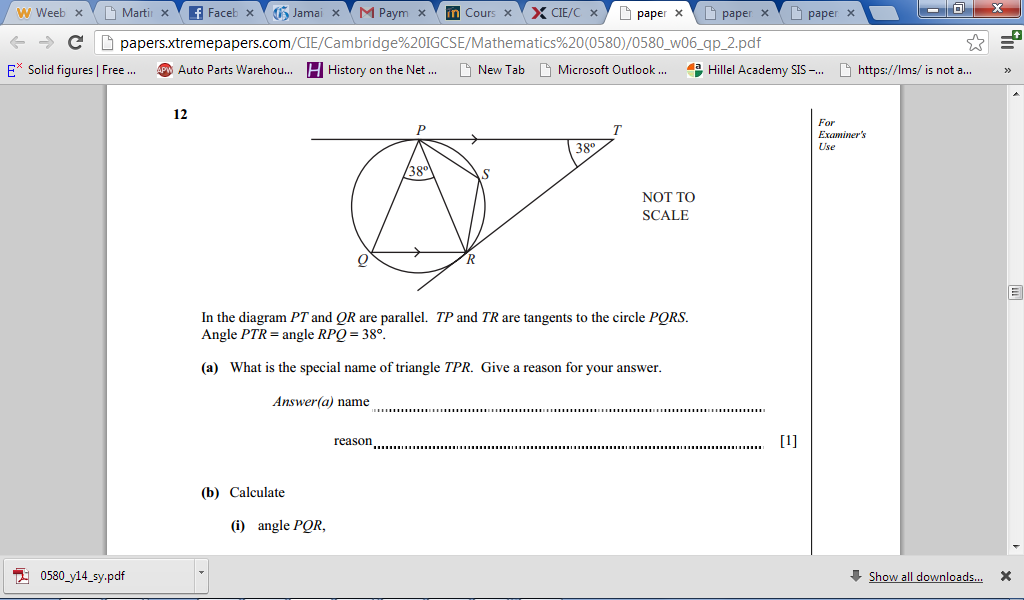 Weeb
Martin
Faceb
Jamai
Paym
Cours
CIE/C
paper
paper
paper
papers.xtremepapers.com/CIE/Cambridge%20IGCSE/Mathematics%20(0580)/0580_w06_qp_2.pdf
Solid figures | Free ...
Auto Parts Warehou...
History on the Net ...
New Tab
Microsoft Outlook ...
Hillel Academy SIS –...
https://lms/ is not a...
»
12
For
Examiner's
Use
P
T
38°
38°
S
NOT TO
SCALE
Q
R
In the diagram PT and QR are parallel. TP and TR are tangents to the circle PQRS.
Angle PTR = angle RPQ = 38°.
(a) What is the special name of triangle TPR. Give a reason for your answer.
Answer(a) name
reason [1]
(b) Calculate
(i) angle PQR,
0580_y14_sy.pdf
Show all downloads...